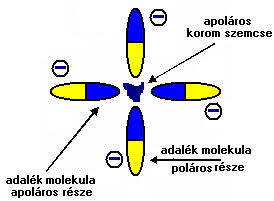 apoláros
korom szemcse
adalék molekula
poláros része
adalék molekula
apoláros része